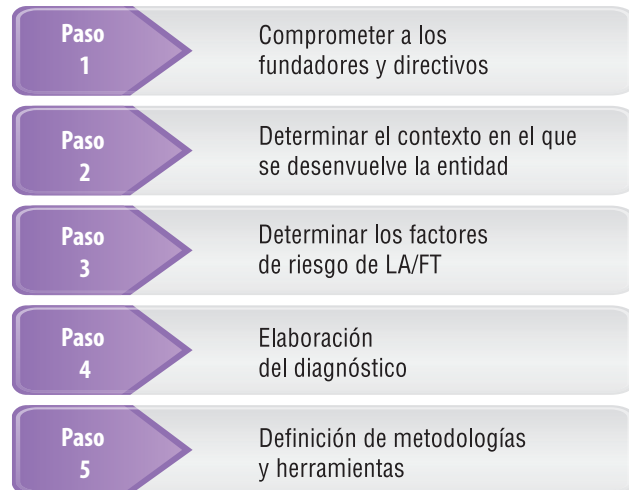 Paso
1
Comprometer a los
fundadores y directivos
Paso
2
Determinar el contexto en el que
se desenvuelve la entidad
Paso
3
Determinar los factores
de riesgo de LA/FT
Paso
4
Elaboración
del diagnóstico
Paso
5
Definición de metodologías
y herramientas